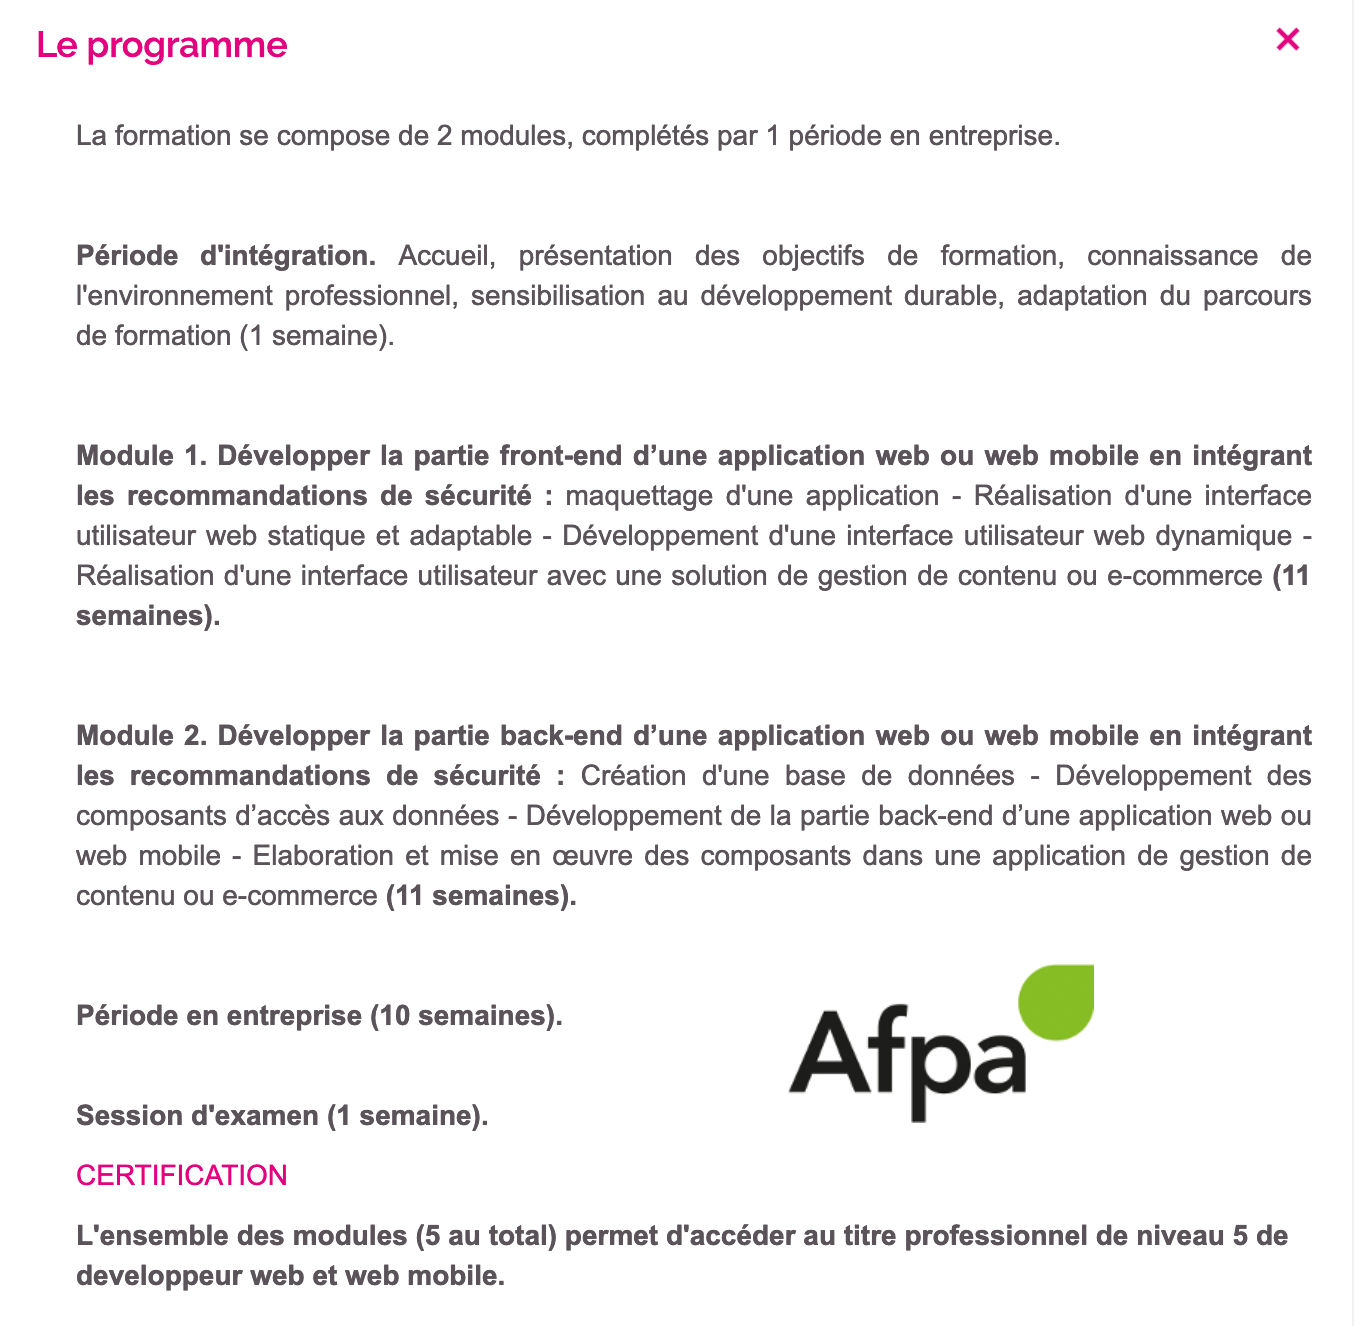 Le programme
La formation se compose de 2 modules, complétés par 1 période en entreprise.
Période d'intégration. Accueil, présentation des objectifs de formation, connaissance de
l'environnement professionnel, sensibilisation au développement durable, adaptation du parcours
de formation (1 semaine).
Module 1. Développer la partie front-end d’une application web ou web mobile en intégrant
les recommandations de sécurité : maquettage d'une application - Réalisation d'une interface
utilisateur web statique et adaptable - Développement d'une interface utilisateur web dynamique -
Réalisation d'une interface utilisateur avec une solution de gestion de contenu ou e-commerce (11
semaines).
Module 2. Développer la partie back-end d’une application web ou web mobile en intégrant
les recommandations de sécurité : Création d'une base de données - Développement des
composants d’accès aux données - Développement de la partie back-end d’une application web ou
web mobile - Elaboration et mise en œuvre des composants dans une application de gestion de
contenu ou e-commerce (11 semaines).
Période en entreprise (10 semaines).
Afpa
Session d'examen (1 semaine).
CERTIFICATION
L'ensemble des modules (5 au total) permet d'accéder au titre professionnel de niveau 5 de
developpeur web et web mobile.